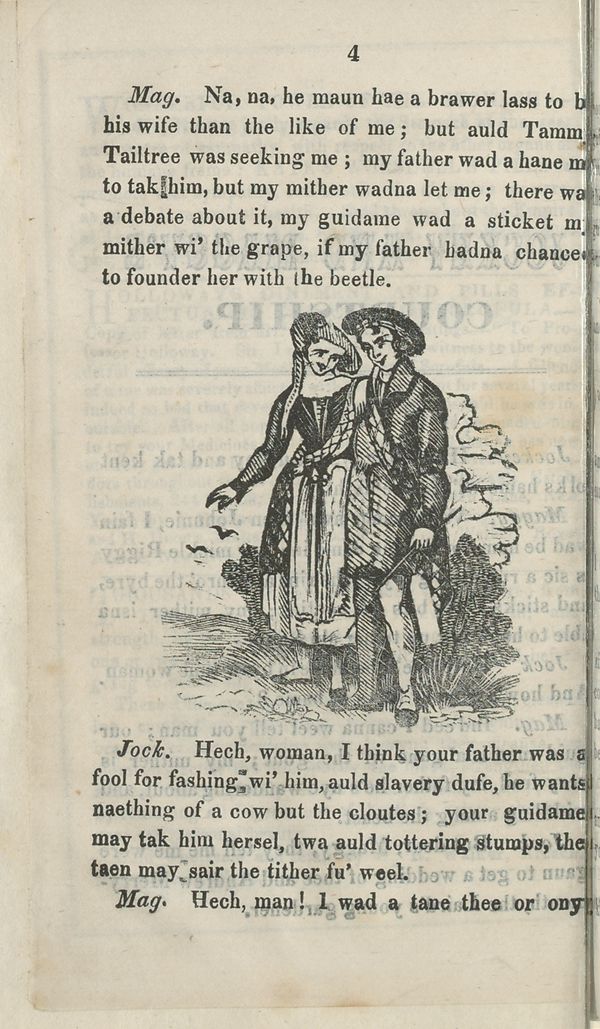 4
Mag. Na, na, he maun hae a brawer lass to b
his wife than the like of me; but auld Tamm
Tailtree was seeking me; my father wad a hane m
to tak him, but my mither wadna let me; there wa
a debate about it, my guidame wad a sticket m
mither wi' the grape, if my father hadna chance
to founder her with the beetle.
Jock. Hech, woman, I think your father was a
fool for fashing wi' him, auld slavery dufe, he wants
naething of a cow but the cloutes; your guidame
may tak him hersel, twa auld tottering stumps, the
taen may sair the tither fu' weel.
Mag. Hech, man! I wad a tane thee or ony